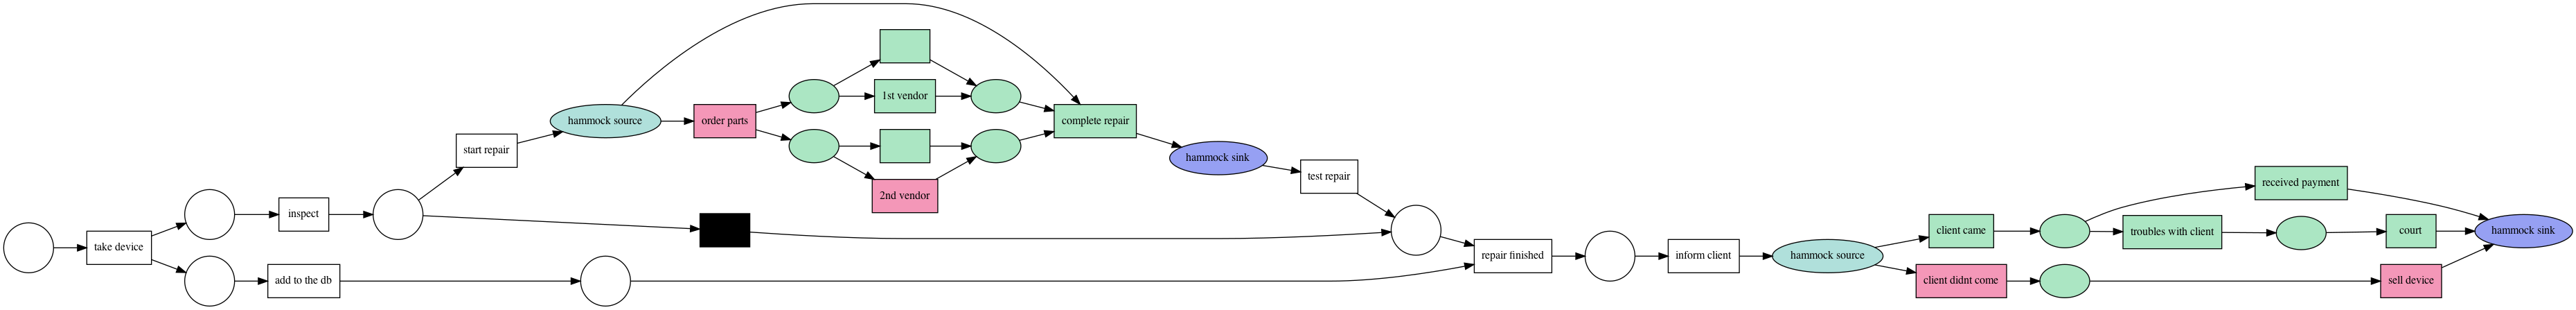 take device
inspect
add to the db
start repair
hammock source
order parts
1st vendor
2nd vendor
complete repair
hammock sink
test repair
repair finished
inform client
hammock source
client came
client didnt come
troubles with client
received payment
court
sell device
hammock sink